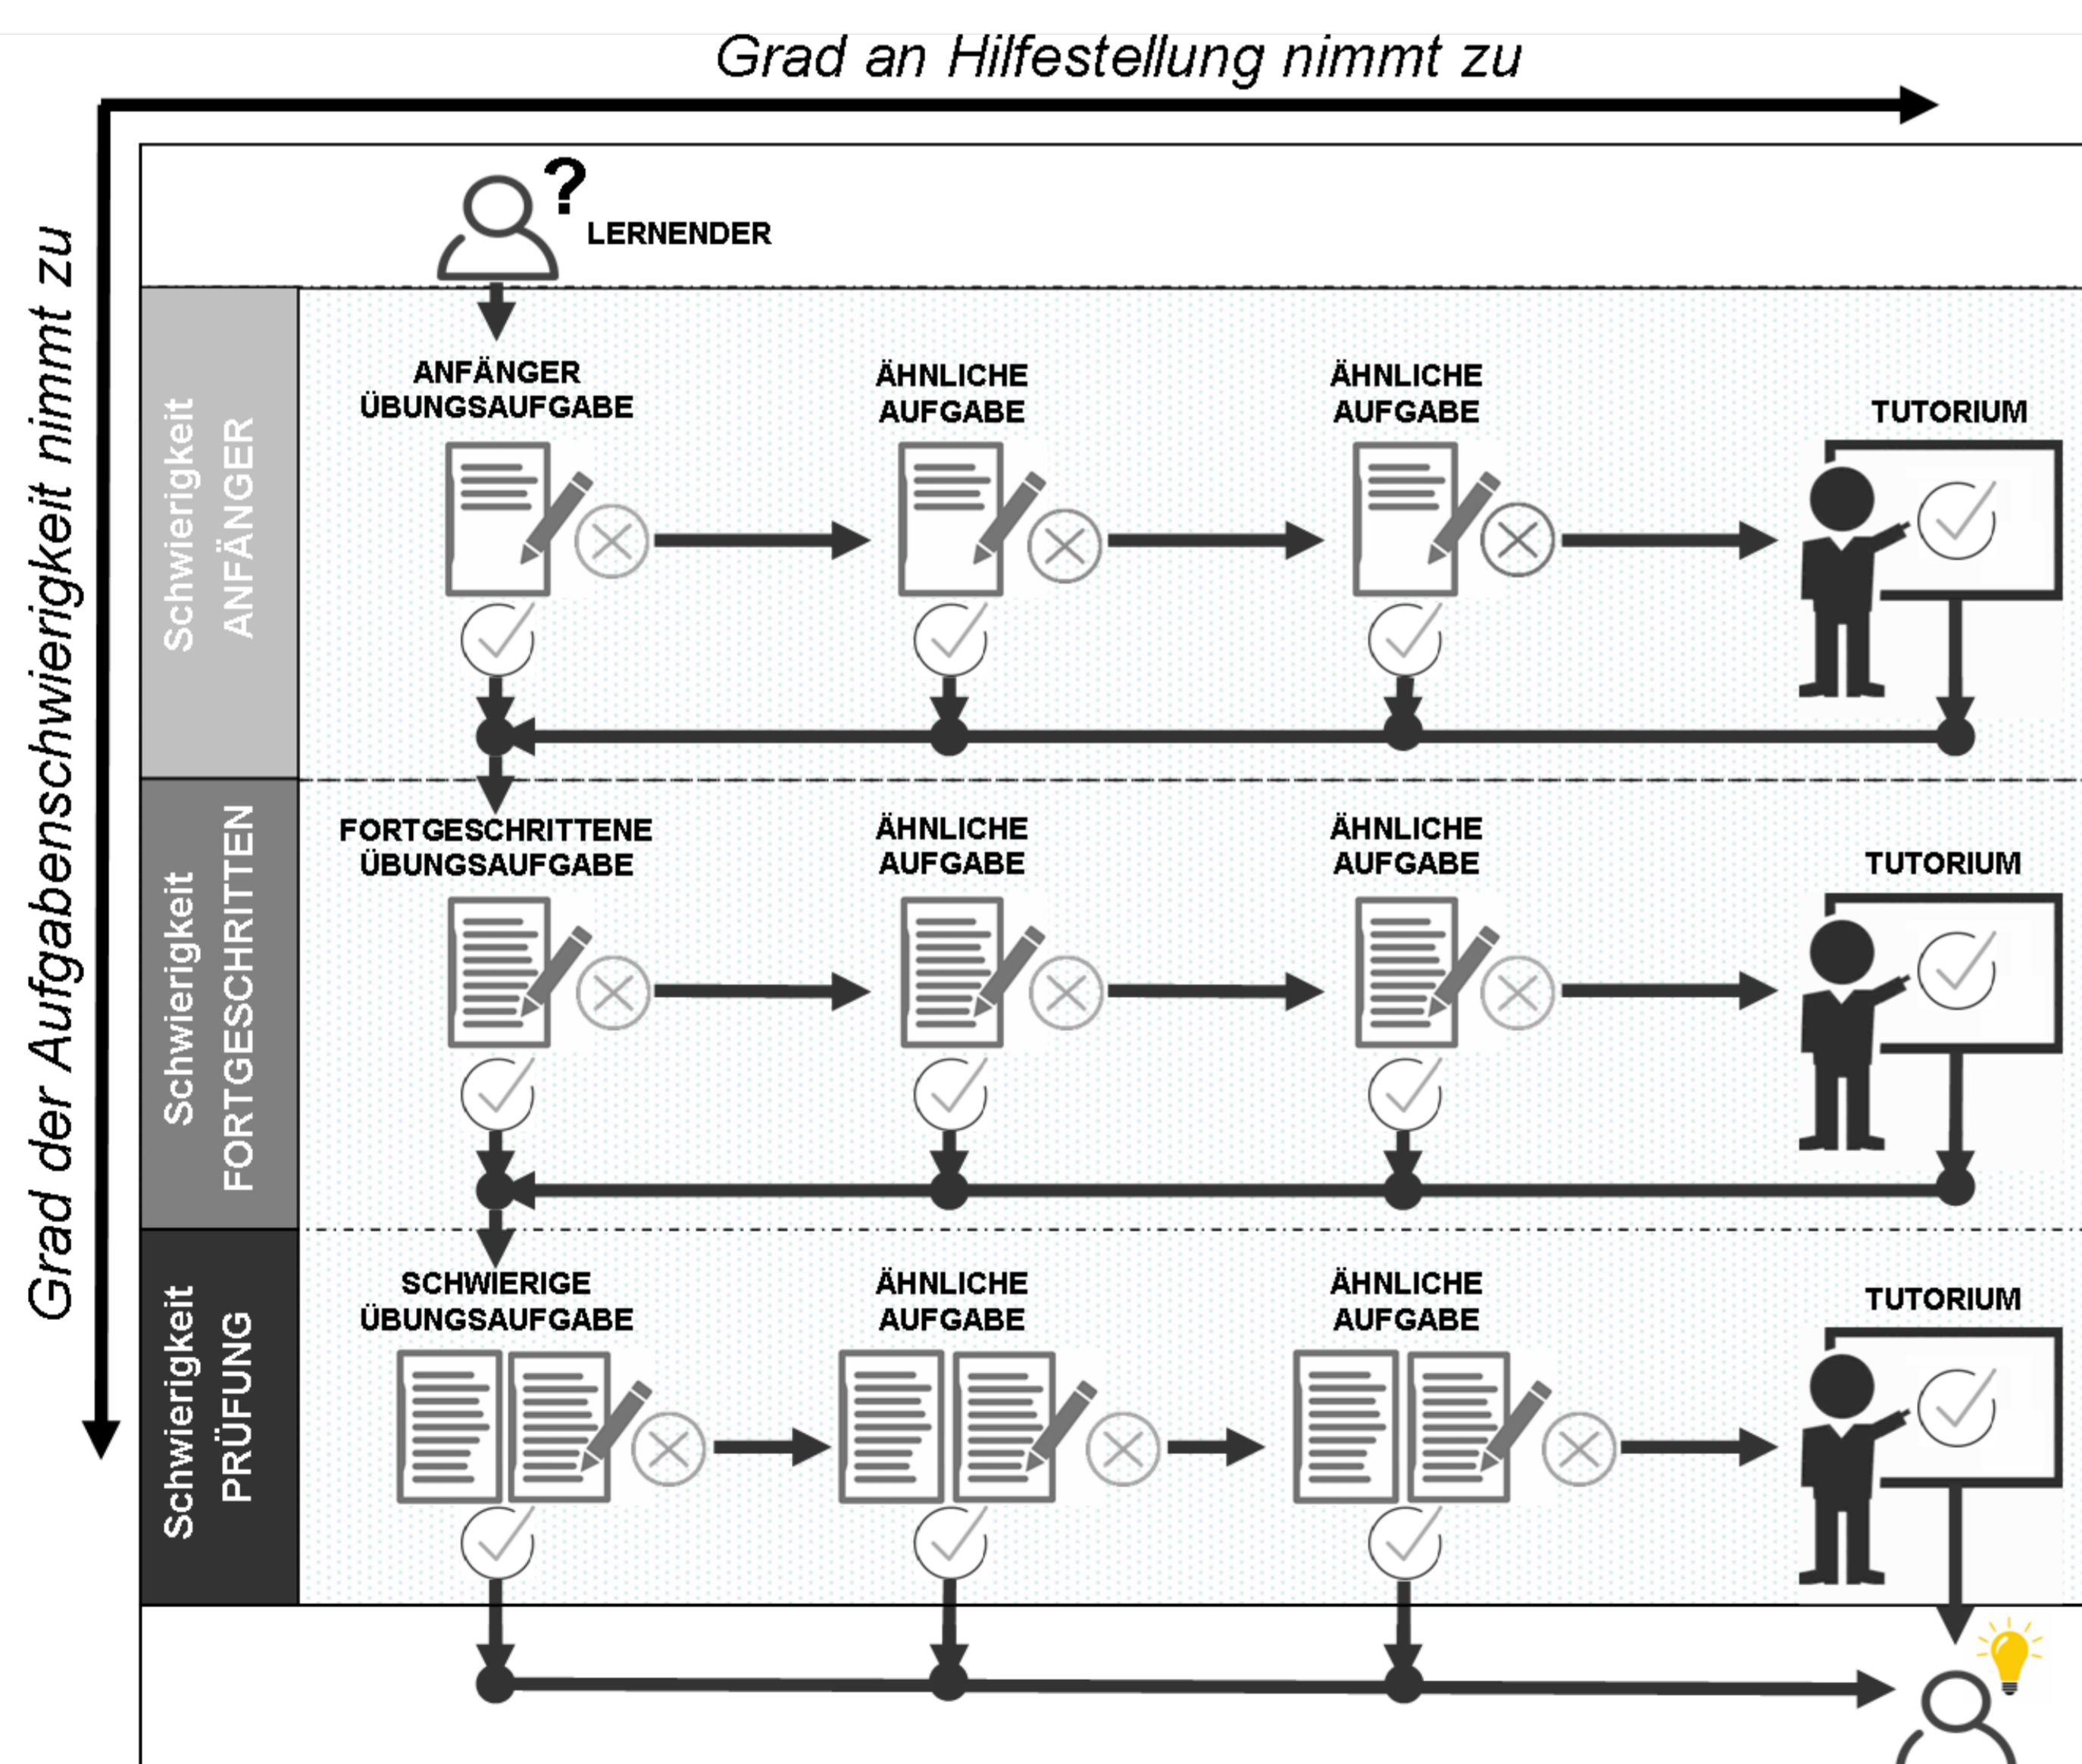 Grad an Hilfestellung nimmt zu
Grad der Aufgabenschwierigkeit nimmt zu
?
LERNENDER
Schwierigkeit
ANFÄNGER
ANFÄNGER
ÜBUNGSAUFGABE
ÄHNLICHE
AUFGABE
ÄHNLICHE
AUFGABE
TUTORIUM
Schwierigkeit
FORTGESCHRITTEN
FORTGESCHRITTENE
ÜBUNGSAUFGABE
ÄHNLICHE
AUFGABE
ÄHNLICHE
AUFGABE
TUTORIUM
Schwierigkeit
PRÜFUNG
SCHWIERIGE
ÜBUNGSAUFGABE
ÄHNLICHE
AUFGABE
ÄHNLICHE
AUFGABE
TUTORIUM